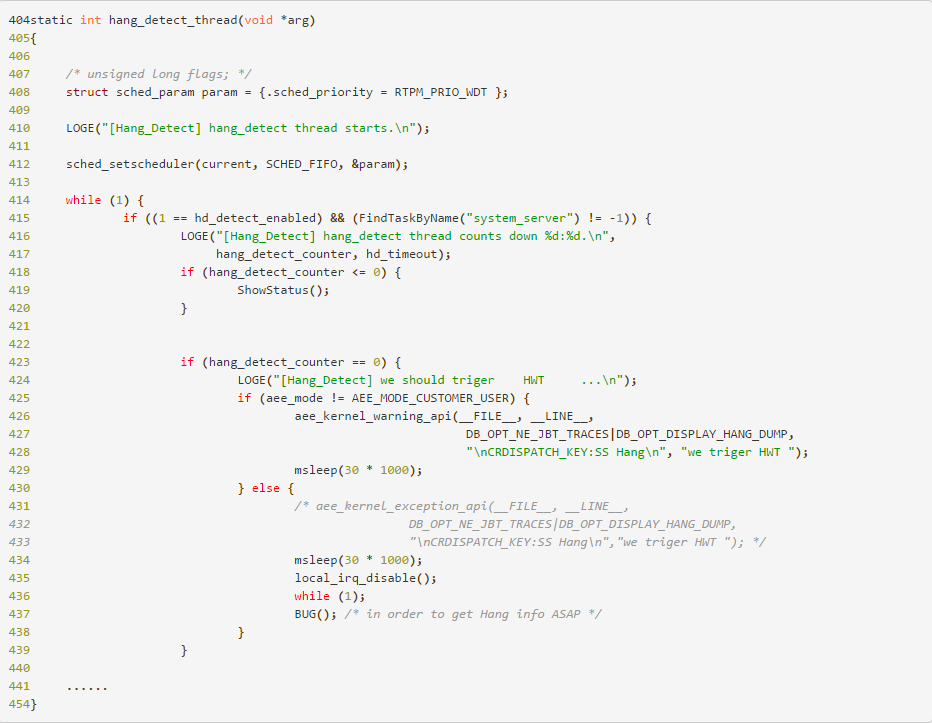 404static int hang_detect_thread(void *arg)
405{
406
407     /* unsigned long flags; */
408     struct sched_param param = {.sched_priority = RTPM_PRIO_WDT };
409
410     LOGE("[Hang_Detect] hang_detect thread starts.\n");
411
412     sched_setscheduler(current, SCHED_FIFO, &param);
413
414     while (1) {
415             if ((1 == hd_detect_enabled) && (FindTaskByName("system_server") != -1)) {
416                     LOGE("[Hang_Detect] hang_detect thread counts down %d:%d.\n",
417                          hang_detect_counter, hd_timeout);
418                     if (hang_detect_counter <= 0) {
419                             ShowStatus();
420                     }
421
422
423                     if (hang_detect_counter == 0) {
424                             LOGE("[Hang_Detect] we should triger    HWT     ...\n");
425                             if (aee_mode != AEE_MODE_CUSTOMER_USER) {
426                                     aee_kernel_warning_api(__FILE__, __LINE__,
427                                                             DB_OPT_NE_JBT_TRACES|DB_OPT_DISPLAY_HANG_DUMP,
428                                                             "\nCRDISPATCH_KEY:SS Hang\n", "we triger HWT ");
429                                     msleep(30 * 1000);
430                             } else {
431                                     /* aee_kernel_exception_api(__FILE__, __LINE__,
432                                                     DB_OPT_NE_JBT_TRACES|DB_OPT_DISPLAY_HANG_DUMP,
433                                                     "\nCRDISPATCH_KEY:SS Hang\n","we triger HWT "); */
434                                     msleep(30 * 1000);
435                                     local_irq_disable();
436                                     while (1);
437                                     BUG(); /* in order to get Hang info ASAP */
438                             }
439                     }
440
441     ......
454}